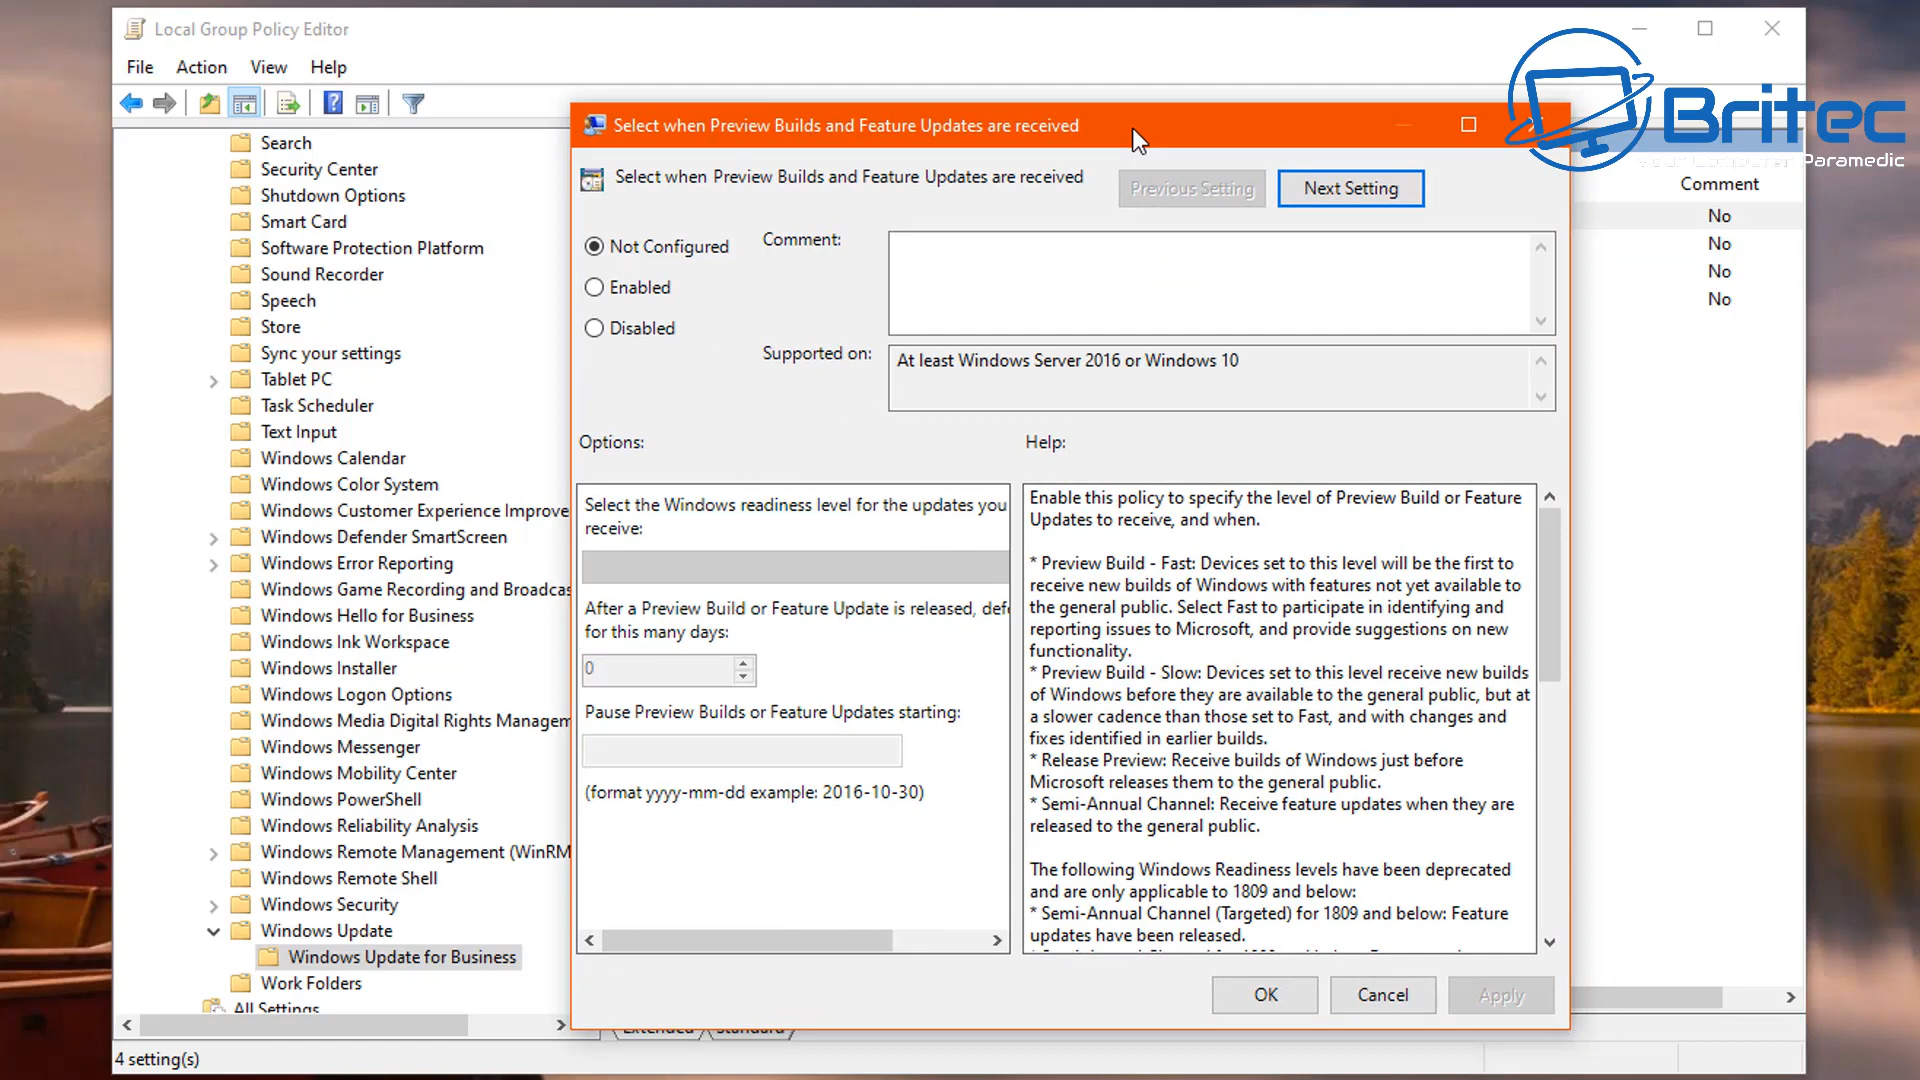 Local Group Policy Editor
File Action View Help
Search
Security Center
Shutdown Options
Smart Card
Software Protection Platform
Sound Recorder
Speech
Store
Sync your settings
Tablet PC
Task Scheduler
Text Input
Windows Calendar
Windows Color System
Windows Customer Experience Improve
Windows Defender SmartScreen
Windows Error Reporting
Windows Game Recording and Broadcas
Windows Hello for Business
Windows Ink Workspace
Windows Installer
Windows Logon Options
Windows Media Digital Rights Managem
Windows Messenger
Windows Mobility Center
Windows PowerShell
Windows Reliability Analysis
Windows Remote Management (WinRM
Windows Remote Shell
Windows Security
Windows Update
Windows Update for Business
Work Folders
All Settings
4 setting(s)
Select when Preview Builds and Feature Updates are received
Select when Preview Builds and Feature Updates are received
Previous Setting
Next Setting
Not Configured
Enabled
Disabled
Comment:
Supported on:
At least Windows Server 2016 or Windows 10
Options:
Help:
Select the Windows readiness level for the updates you
receive:
After a Preview Build or Feature Update is released, defe
for this many days:
0
Pause Preview Builds or Feature Updates starting:
(format yyyy-mm-dd example: 2016-10-30)
Enable this policy to specify the level of Preview Build or Feature
Updates to receive, and when.
* Preview Build - Fast: Devices set to this level will be the first to
receive new builds of Windows with features not yet available to
the general public. Select Fast to participate in identifying and
reporting issues to Microsoft, and provide suggestions on new
functionality.
* Preview Build - Slow: Devices set to this level receive new builds
of Windows before they are available to the general public, but at
a slower cadence than those set to Fast, and with changes and
fixes identified in earlier builds.
* Release Preview: Receive builds of Windows just before
Microsoft releases them to the general public.
* Semi-Annual Channel: Receive feature updates when they are
released to the general public.
The following Windows Readiness levels have been deprecated
and are only applicable to 1809 and below:
* Semi-Annual Channel (Targeted) for 1809 and below: Feature
updates have been released.
OK
Cancel
Apply
Extended
Standard
Britec
Your Computer Paramedic
Comment
No
No
No
No